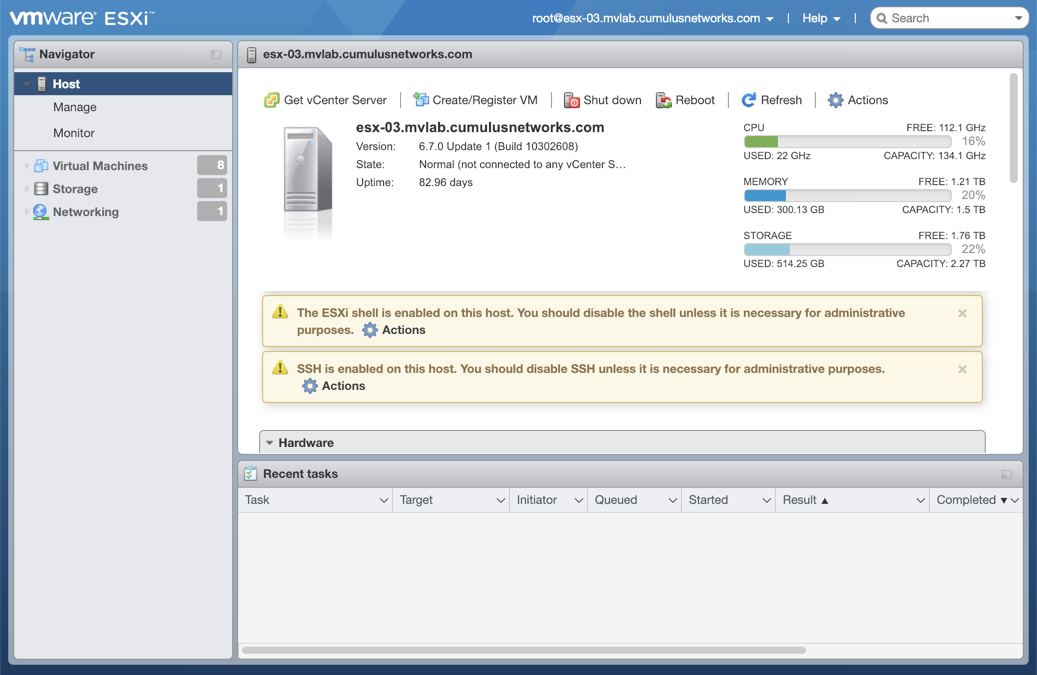 vmware® ESXi™
root@esx-03.mvlab.cumulusnetworks.com | Help | Search
Navigator
Host
Manage
Monitor
Virtual Machines 8
Storage 1
Networking 1
esx-03.mvlab.cumulusnetworks.com
Get vCenter Server | Create/Register VM | Shut down Reboot | Refresh | Actions
esx-03.mvlab.cumulusnetworks.com
Version: 6.7.0 Update 1 (Build 10302608)
State: Normal (not connected to any vCenter S...
Uptime: 82.96 days
CPU FREE: 112.1 GHz
16%
USED: 22 GHz CAPACITY: 134.1 GHz
MEMORY FREE: 1.21 TB
20%
USED: 300.13 GB CAPACITY: 1.5 TB
STORAGE FREE: 1.76 TB
22%
USED: 514.25 GB CAPACITY: 2.27 TB
The ESXi shell is enabled on this host. You should disable the shell unless it is necessary for administrative
purposes. Actions
SSH is enabled on this host. You should disable SSH unless it is necessary for administrative purposes.
Actions
Hardware
Recent tasks
Task Target Initiator Queued Started Result ▲ Completed ▼